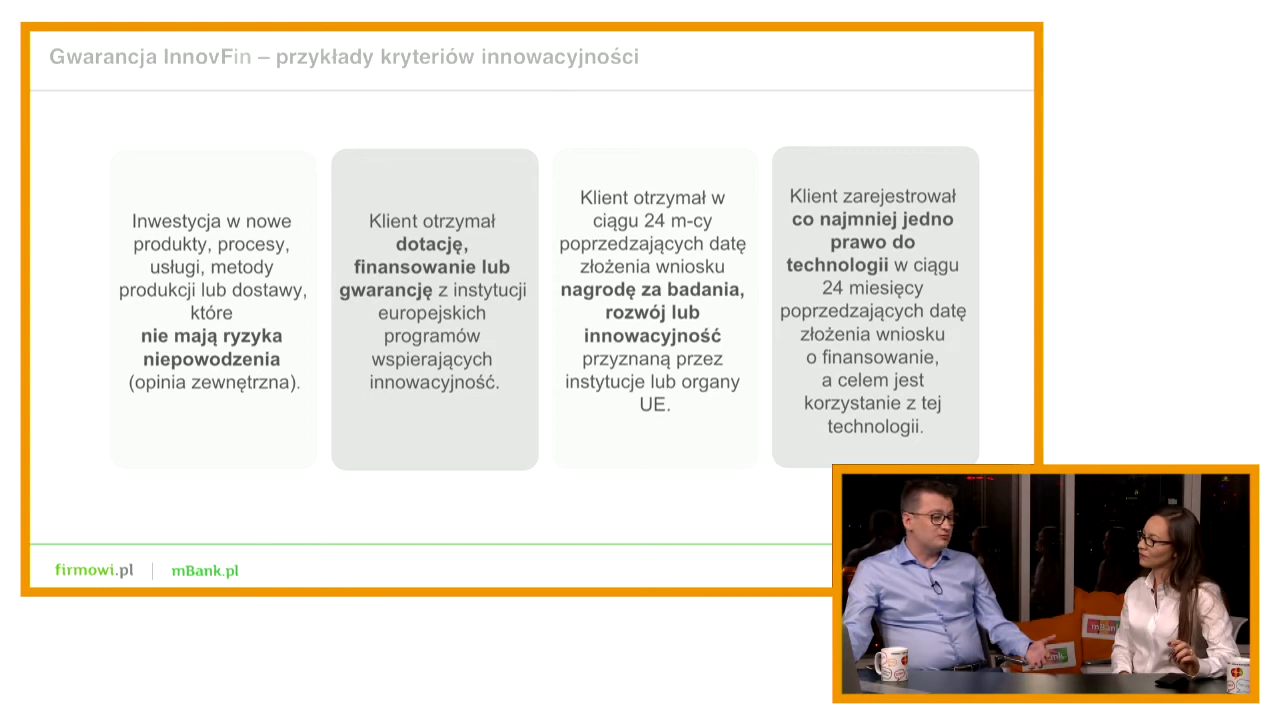 Gwarancja InnovFin – przykłady kryteriów innowacyjności
Inwestycja w nowe
produkty, procesy,
usługi, metody
produkcji lub dostawy,
które
nie mają ryzyka
niepowodzenia
(opinia zewnętrzna).
Klient otrzymał
dotację,
finansowanie lub
gwarancję z instytucji
europejskich
programów
wspierających
innowacyjność.
Klient otrzymał w
ciągu 24 m-cy
poprzedzających datę
złożenia wniosku
nagrodę za badania,
rozwój lub
innowacyjność
przyznaną przez
instytucje lub organy
UE.
Klient zarejestrował
co najmniej jedno
prawo do
technologii w ciągu
24 miesięcy
poprzedzających datę
złożenia wniosku
o finansowanie,
a celem jest
korzystanie z tej
technologii.
firmowi.pl
mBank.pl
mBank